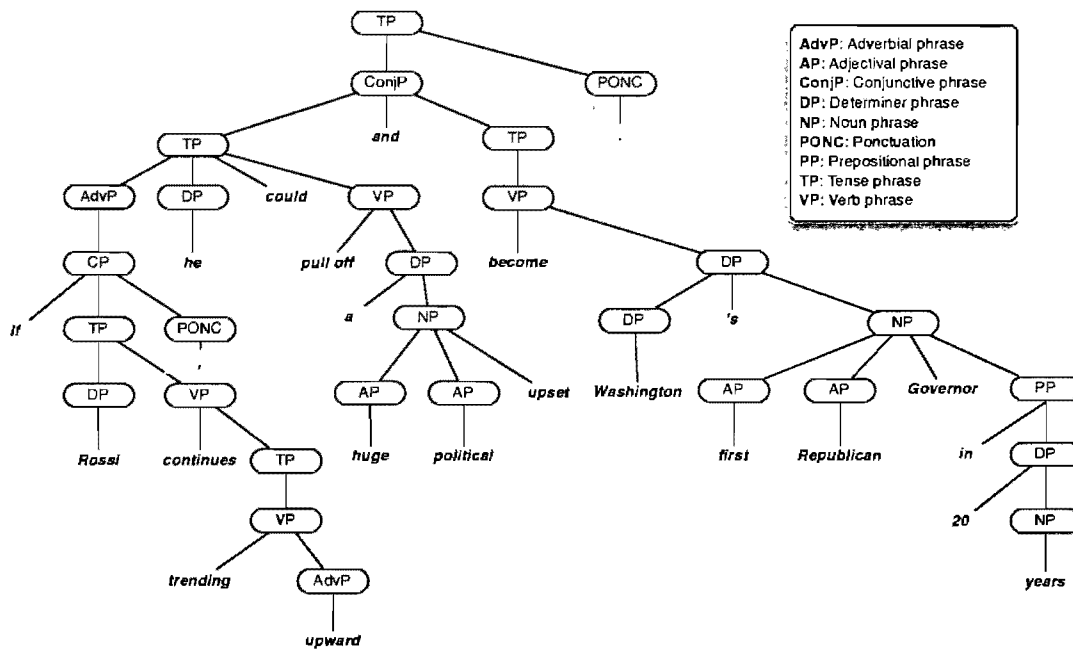 TP
AdvP: Adverbial phrase
AP: Adjectival phrase
ConjP: Conjunctive phrase
DP: Determiner phrase
NP: Noun phrase
PONC: Ponctuation
PP: Prepositional phrase
TP: Tense phrase
VP: Verb phrase
ConjP PONC
TP and TP .
AdvP DP could VP VP
CP he pull off DP become DP
If TP PONC a NP DP 's NP
,
DP VP AP AP upset Washington AP AP Governor PP
Rossi continues TP huge political first Republican in DP
VP 20 NP
trending AdvP years
upward